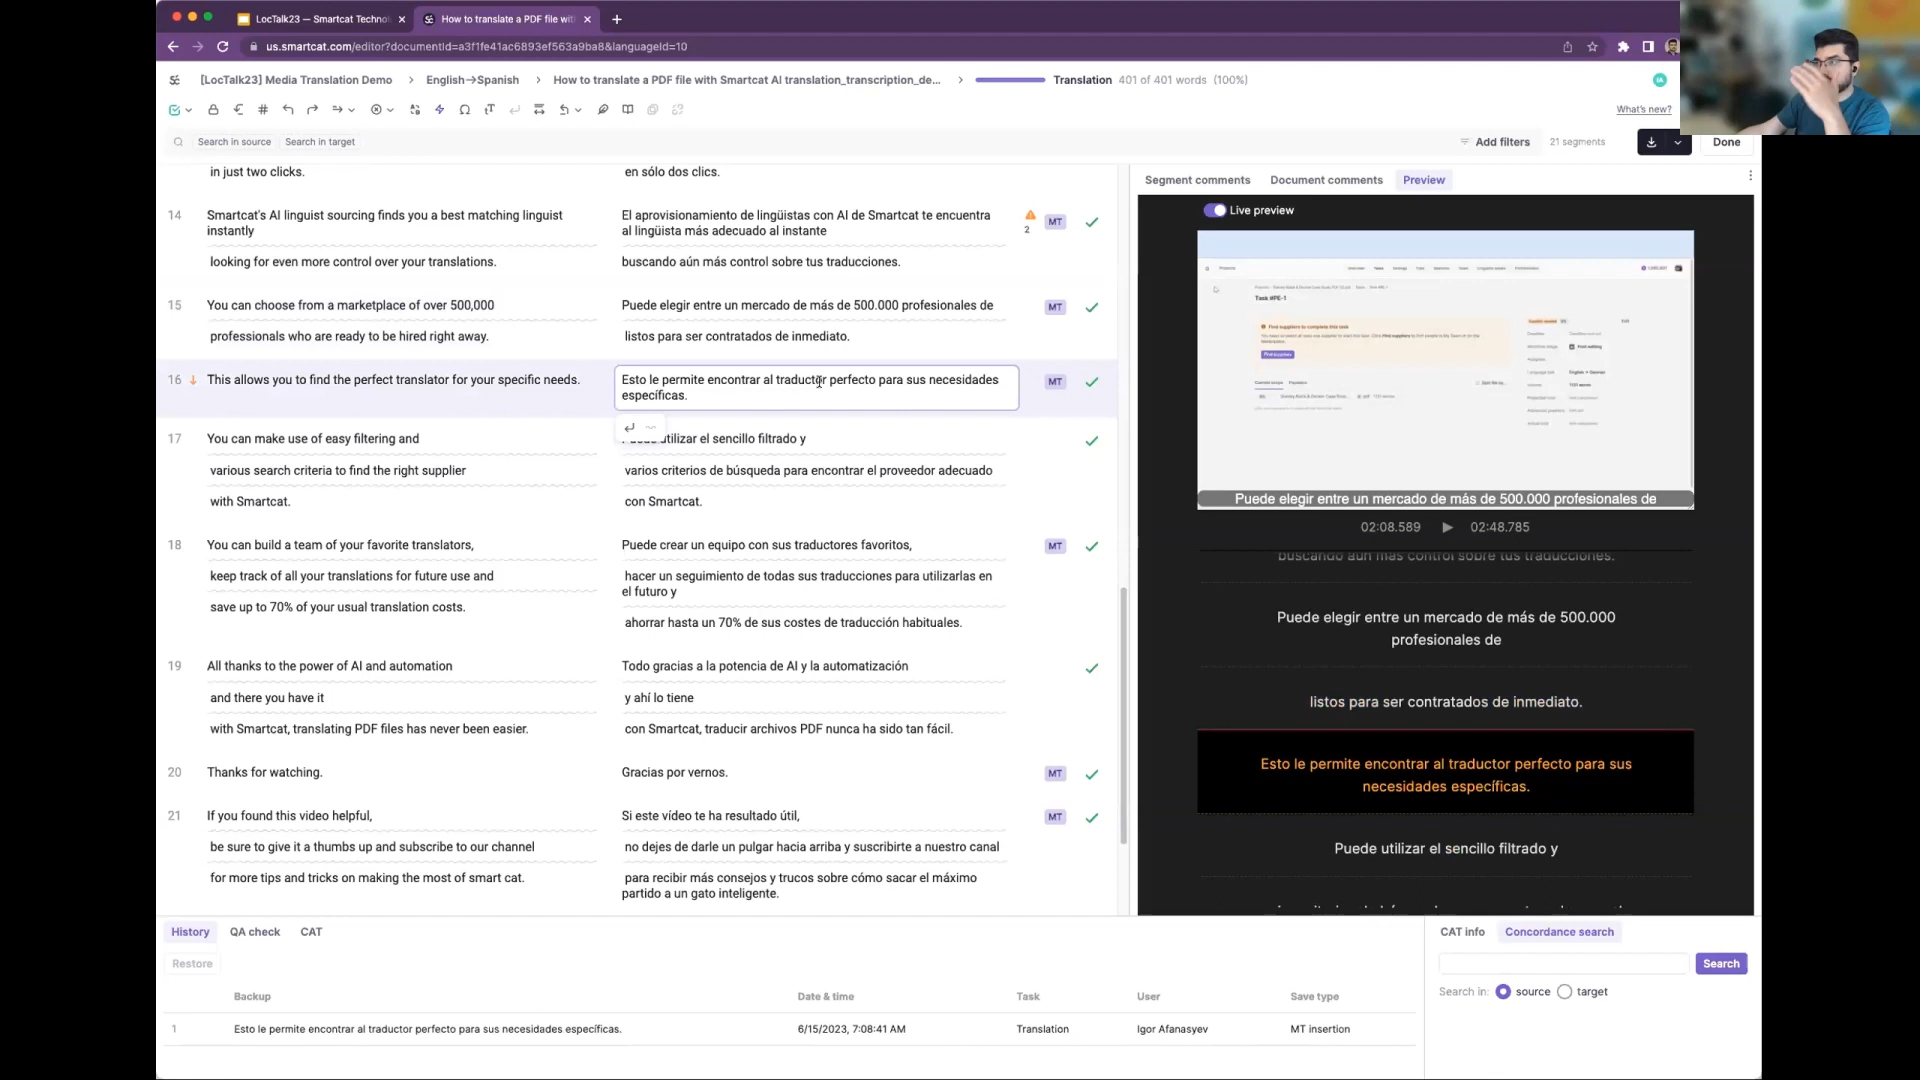 LocTalk23 — Smartcat Technol
How to translate a PDF file wit
us.smartcat.com/editor?documentId=a3f1fe41ac6893ef563a9ba8&languageId=10
[LocTalk23] Media Translation Demo > English→Spanish > How to translate a PDF file with Smartcat AI translation_transcription_de... > Translation 401 of 401 words (100%)
IA
What's new?
Search in source Search in target
Add filters 21 segments Done
in just two clicks. en sólo dos clics.
14 Smartcat's AI linguist sourcing finds you a best matching linguist
instantly
El aprovisionamiento de lingüistas con AI de Smartcat te encuentra
al lingüista más adecuado al instante
2 MT
looking for even more control over your translations. buscando aún más control sobre tus traducciones.
15 You can choose from a marketplace of over 500,000 Puede elegir entre un mercado de más de 500.000 profesionales de MT
professionals who are ready to be hired right away. listos para ser contratados de inmediato.
16 This allows you to find the perfect translator for your specific needs.
Esto le permite encontrar al traductor perfecto para sus necesidades
específicas.
MT
17 You can make use of easy filtering and utilizar el sencillo filtrado y
various search criteria to find the right supplier varios criterios de búsqueda para encontrar el proveedor adecuado
with Smartcat. con Smartcat.
18 You can build a team of your favorite translators, Puede crear un equipo con sus traductores favoritos, MT
keep track of all your translations for future use and
hacer un seguimiento de todas sus traducciones para utilizarlas en
el futuro y
save up to 70% of your usual translation costs. ahorrar hasta un 70% de sus costes de traducción habituales.
19 All thanks to the power of AI and automation Todo gracias a la potencia de AI y la automatización
and there you have it y ahí lo tiene
with Smartcat, translating PDF files has never been easier. con Smartcat, traducir archivos PDF nunca ha sido tan fácil.
20 Thanks for watching. Gracias por vernos. MT
21 If you found this video helpful, Si este vídeo te ha resultado útil, MT
be sure to give it a thumbs up and subscribe to our channel no dejes de darle un pulgar hacia arriba y suscribirte a nuestro canal
for more tips and tricks on making the most of smart cat.
para recibir más consejos y trucos sobre cómo sacar el máximo
partido a un gato inteligente.
Segment comments Document comments Preview
Live preview
Task #PE-1
Find suppliers to complete this task
Puede elegir entre un mercado de más de 500.000 profesionales de
02:08.589 02:48.785
buscando aún más control sobre tus traducciones.
Puede elegir entre un mercado de más de 500.000
profesionales de
listos para ser contratados de inmediato.
Esto le permite encontrar al traductor perfecto para sus
necesidades específicas.
Puede utilizar el sencillo filtrado y
History QA check CAT
Restore
Backup Date & time Task User Save type
1 Esto le permite encontrar al traductor perfecto para sus necesidades específicas. 6/15/2023, 7:08:41 AM Translation Igor Afanasyev MT insertion
CAT info Concordance search
Search
Search in: source target